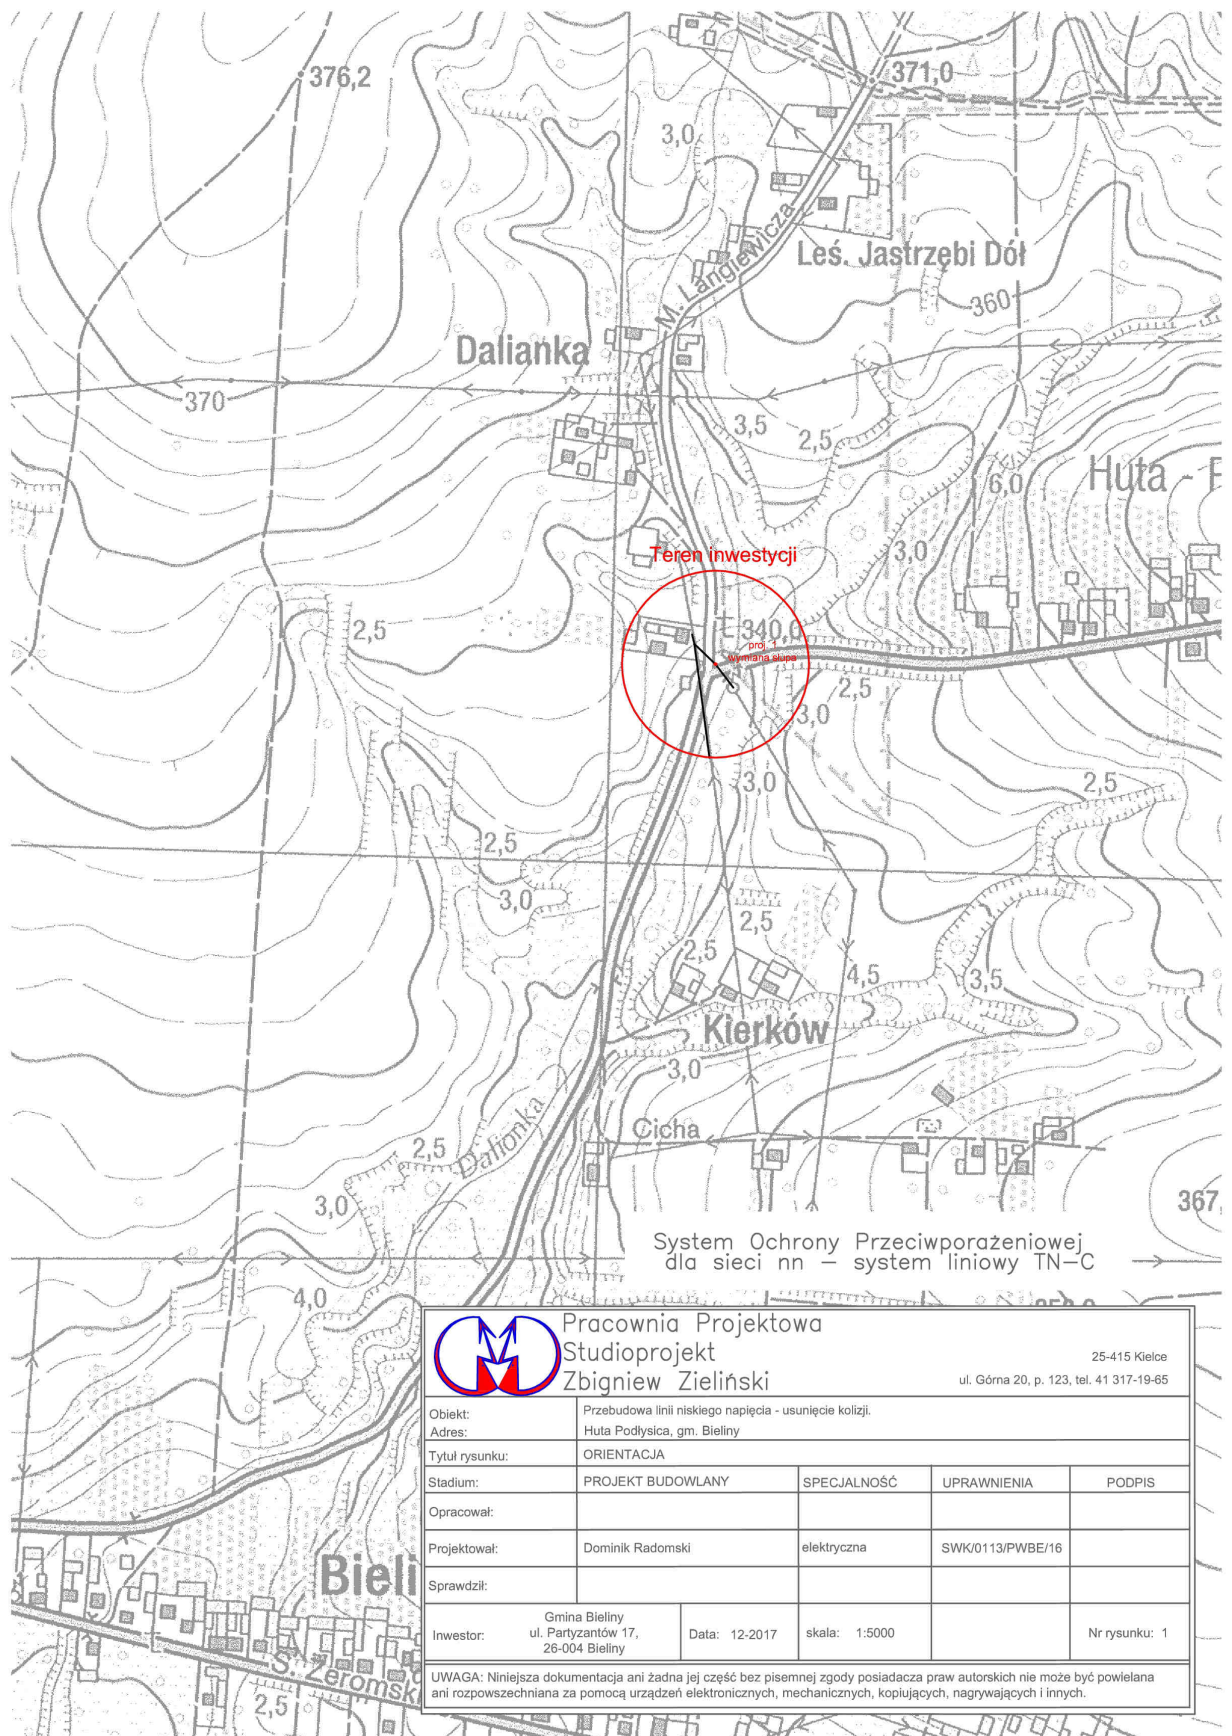 376,2
371,0
3,0
M. Langiewicza
Leś. Jastrzębi Dół
360
Dalianka
370
3,5
2,5
Huta - P
6,0
3,0
Teren inwestycji
2,5
340,0
proj. 1
wymiana słupa
2,5
3,0
3,0
2,5
2,5
3,0
2,5
2,5
4,5
3,5
Kierków
3,0
Cicha
2,5
Dalionka
3,0
367,
System Ochrony Przeciwporażeniowej
dla sieci nn – system liniowy TN–C
4,0
Pracownia Projektowa
Studioprojekt
Zbigniew Zieliński
25-415 Kielce
ul. Górna 20, p. 123, tel. 41 317-19-65
Obiekt: Przebudowa linii niskiego napięcia - usunięcie kolizji.
Adres: Huta Podłysica, gm. Bieliny
Tytuł rysunku: ORIENTACJA
Stadium: PROJEKT BUDOWLANY SPECJALNOŚĆ UPRAWNIENIA PODPIS
Opracował:
Projektował: Dominik Radomski elektryczna SWK/0113/PWBE/16
Sprawdził:
Inwestor: Gmina Bieliny
ul. Partyzantów 17,
26-004 Bieliny
Data: 12-2017 skala: 1:5000 Nr rysunku: 1
UWAGA: Niniejsza dokumentacja ani żadna jej część bez pisemnej zgody posiadacza praw autorskich nie może być powielana
ani rozpowszechniana za pomocą urządzeń elektronicznych, mechanicznych, kopiujących, nagrywających i innych.
Bieli
S. Żeromski
2,5